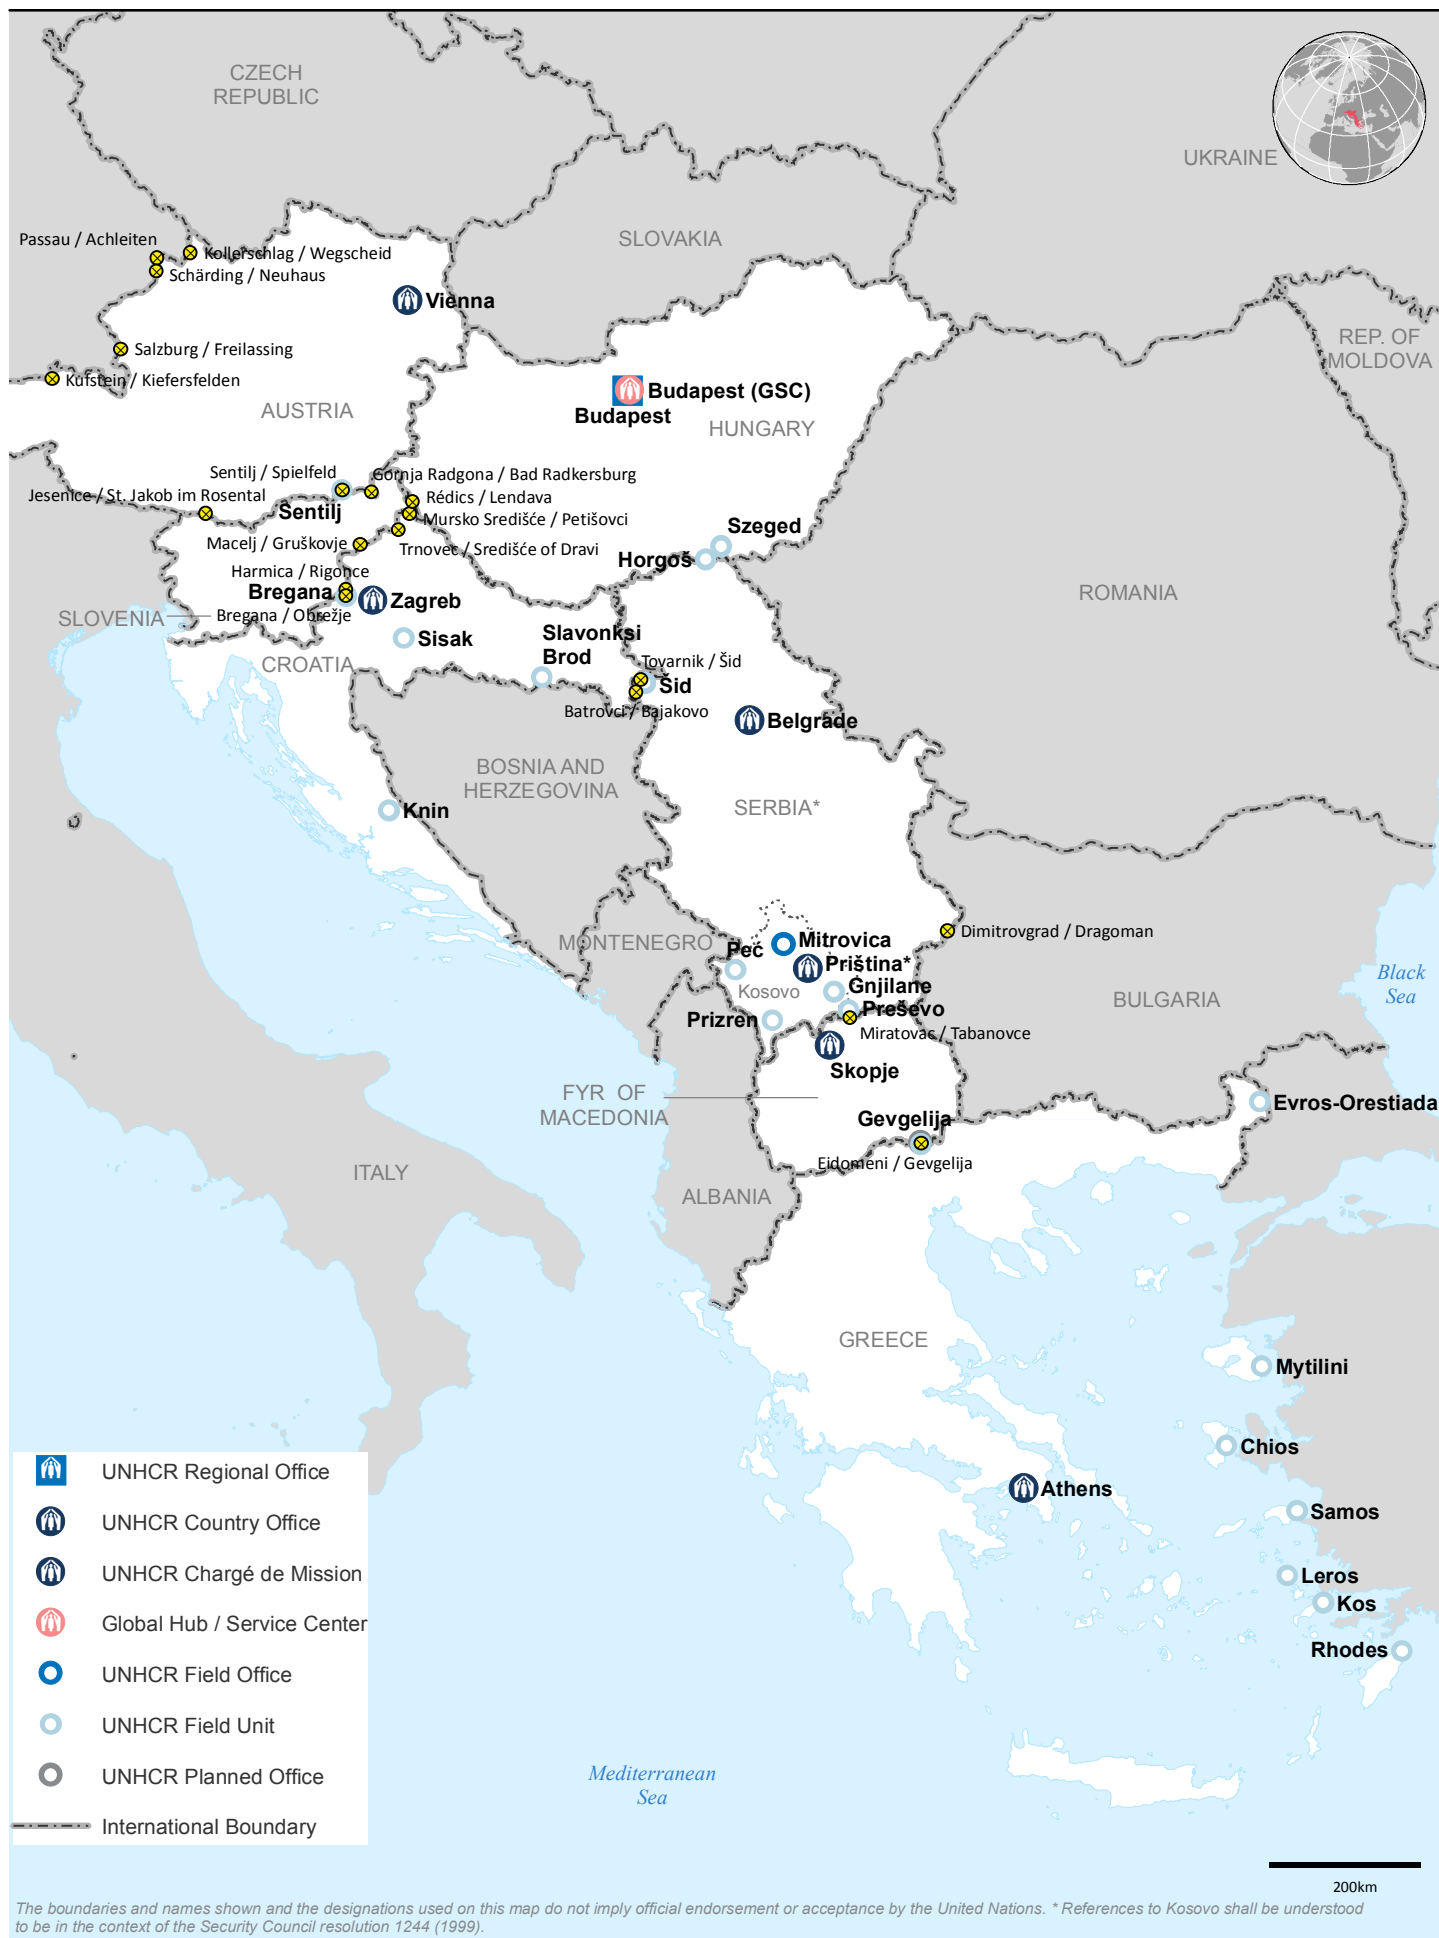 CZECH
REPUBLIC
UKRAINE
SLOVAKIA
Passau / Achleiten
Kollerschlag / Wegscheid
Schärding / Neuhaus
Vienna
Salzburg / Freilassing
REP. OF
MOLDOVA
Kufstein / Kiefersfelden
Budapest (GSC)
AUSTRIA
Budapest
HUNGARY
Sentilj / Spielfeld
Gornja Radgona / Bad Radkersburg
Jesenice / St. Jakob im Rosental
Rédics / Lendava
Sentilj
Mursko Središće / Petišovci
Szeged
Macelj / Gruškovje
Trnovec / Središće of Dravi
Horgoš
Harmica / Rigonce
Bregana
Zagreb
ROMANIA
SLOVENIA
Bregana / Obrežje
Sisak
Slavonksi
Brod
CROATIA
Tovarnik / Šid
Šid
Batrovci / Bajakovo
Belgrade
BOSNIA AND
HERZEGOVINA
SERBIA*
Knin
Dimitrovgrad / Dragoman
MONTENEGRO
Mitrovica
Peć
Priština*
Black
Sea
Kosovo
Gnjilane
BULGARIA
Preševo
Prizren
Miratovac / Tabanovce
Skopje
FYR OF
MACEDONIA
Evros-Orestiada
Gevgelija
Eidomeni / Gevgelija
ITALY
ALBANIA
GREECE
Mytilini
Chios
Athens
Samos
Leros
Kos
Rhodes
UNHCR Regional Office
UNHCR Country Office
UNHCR Chargé de Mission
Global Hub / Service Center
UNHCR Field Office
UNHCR Field Unit
UNHCR Planned Office
International Boundary
Mediterranean
Sea
200km
The boundaries and names shown and the designations used on this map do not imply official endorsement or acceptance by the United Nations. * References to Kosovo shall be understood
to be in the context of the Security Council resolution 1244 (1999).